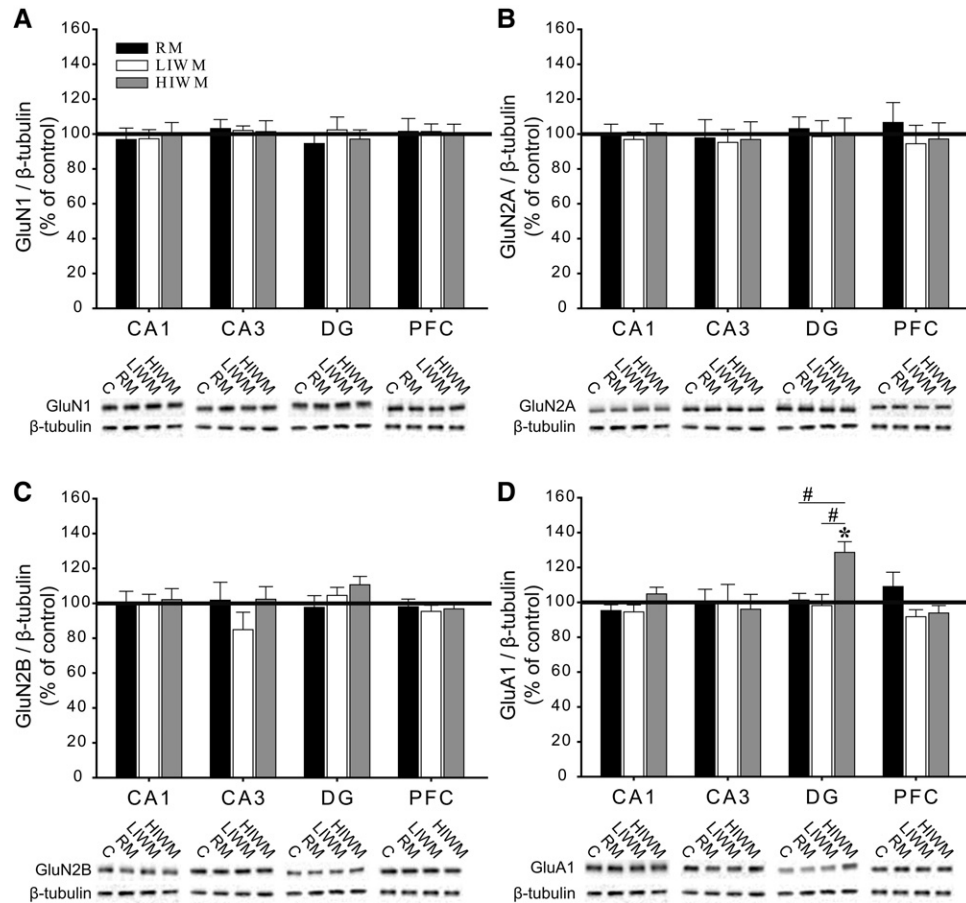 A
160
140
120
100
80
60
40
20
0
GluN1 / β-tubulin
(% of control)
RM
LIWM
HIWM
CA1 CA3 DG PFC
C RM LIWM HIWM C RM LIWM HIWM C RM LIWM HIWM C RM LIWM HIWM
GluN1
β-tubulin
B
160
140
120
100
80
60
40
20
0
GluN2A / β-tubulin
(% of control)
CA1 CA3 DG PFC
C RM LIWM HIWM C RM LIWM HIWM C RM LIWM HIWM C RM LIWM HIWM
GluN2A
β-tubulin
C
160
140
120
100
80
60
40
20
0
GluN2B / β-tubulin
(% of control)
CA1 CA3 DG PFC
C RM LIWM HIWM C RM LIWM HIWM C RM LIWM HIWM C RM LIWM HIWM
GluN2B
β-tubulin
D
160
140
120
100
80
60
40
20
0
GluA1 / β-tubulin
(% of control)
#
#
*
CA1 CA3 DG PFC
C RM LIWM HIWM C RM LIWM HIWM C RM LIWM HIWM C RM LIWM HIWM
GluA1
β-tubulin